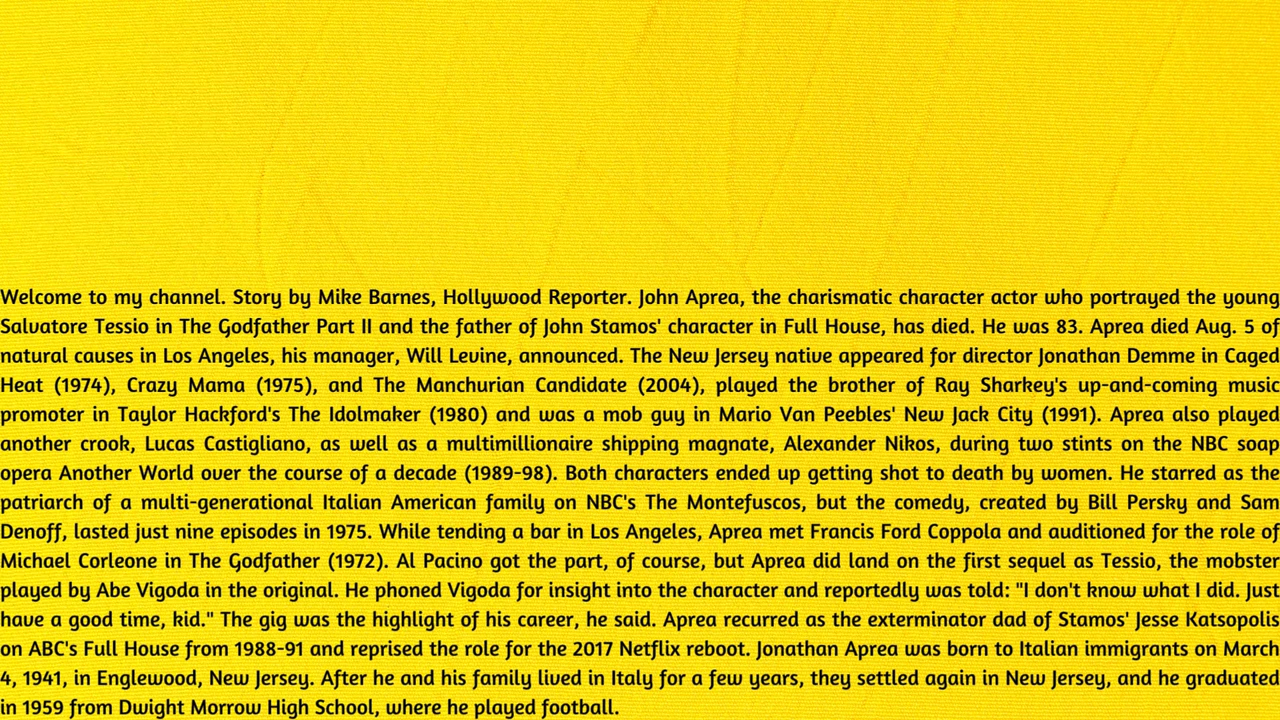 Welcome to my channel. Story by Mike Barnes, Hollywood Reporter. John Aprea, the charismatic character actor who portrayed the young
Salvatore Tessio in The Godfather Part II and the father of John Stamos' character in Full House, has died. He was 83. Aprea died Aug. 5 of
natural causes in Los Angeles, his manager, Will Levine, announced. The New Jersey native appeared for director Jonathan Demme in Caged
Heat (1974), Crazy Mama (1975), and The Manchurian Candidate (2004), played the brother of Ray Sharkey's up-and-coming music
promoter in Taylor Hackford's The Idolmaker (1980) and was a mob guy in Mario Van Peebles' New Jack City (1991). Aprea also played
another crook, Lucas Castigliano, as well as a multimillionaire shipping magnate, Alexander Nikos, during two stints on the NBC soap
opera Another World over the course of a decade (1989-98). Both characters ended up getting shot to death by women. He starred as the
patriarch of a multi-generational Italian American family on NBC's The Montefuscos, but the comedy, created by Bill Persky and Sam
Denoff, lasted just nine episodes in 1975. While tending a bar in Los Angeles, Aprea met Francis Ford Coppola and auditioned for the role of
Michael Corleone in The Godfather (1972). Al Pacino got the part, of course, but Aprea did land on the first sequel as Tessio, the mobster
played by Abe Vigoda in the original. He phoned Vigoda for insight into the character and reportedly was told: "I don't know what I did. Just
have a good time, kid." The gig was the highlight of his career, he said. Aprea recurred as the exterminator dad of Stamos' Jesse Katsopolis
on ABC's Full House from 1988-91 and reprised the role for the 2017 Netflix reboot. Jonathan Aprea was born to Italian immigrants on March
4, 1941, in Englewood, New Jersey. After he and his family lived in Italy for a few years, they settled again in New Jersey, and he graduated
in 1959 from Dwight Morrow High School, where he played football.